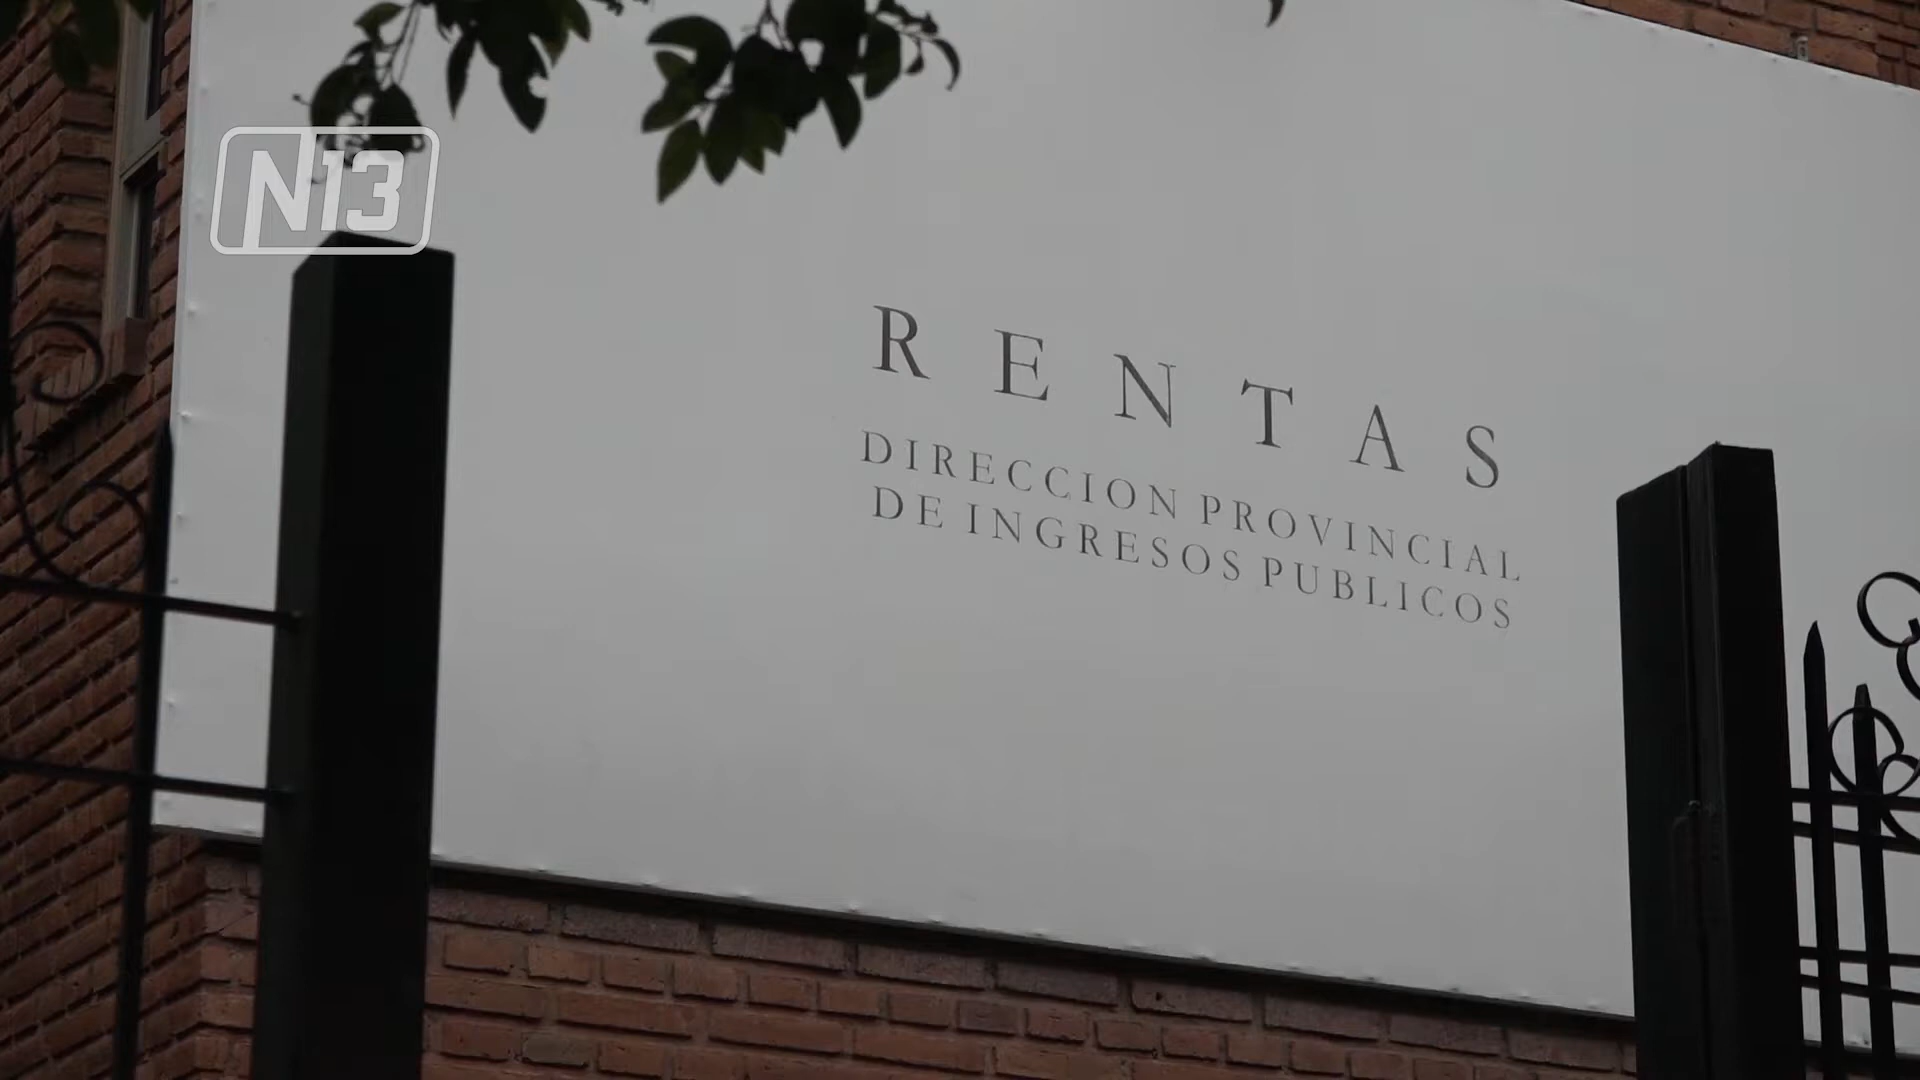 N13
RENTAS
DIRECCION PROVINCIAL
DE INGRESOS PUBLICOS